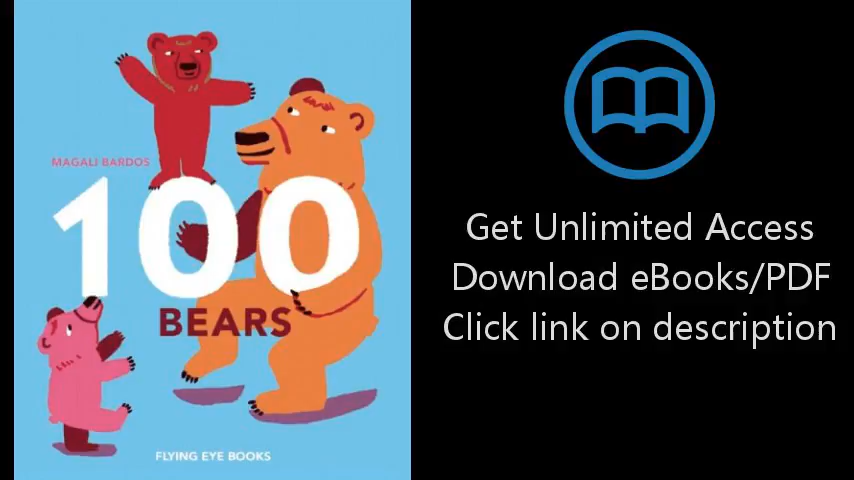 MAGALI BARDOS
100
BEARS
FLYING EYE BOOKS
Get Unlimited Access
Download eBooks/PDF
Click link on description